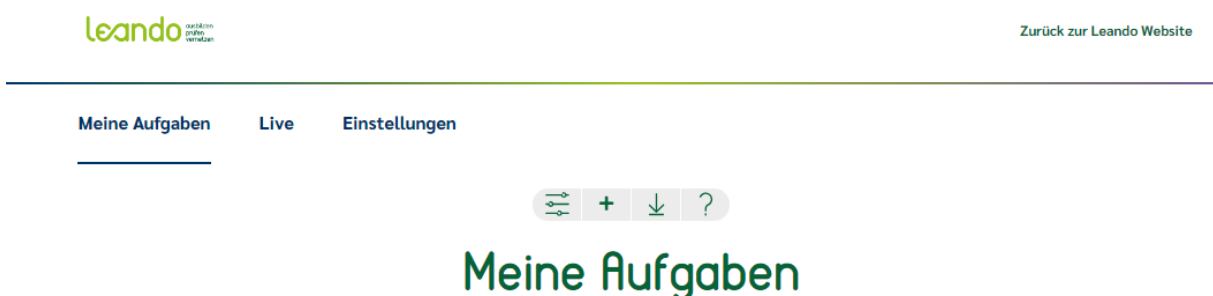 leando ausbilden
prüfen
vernetzen
Zurück zur Leando Website
Meine Aufgaben Live Einstellungen
+ ?
Meine Aufgaben